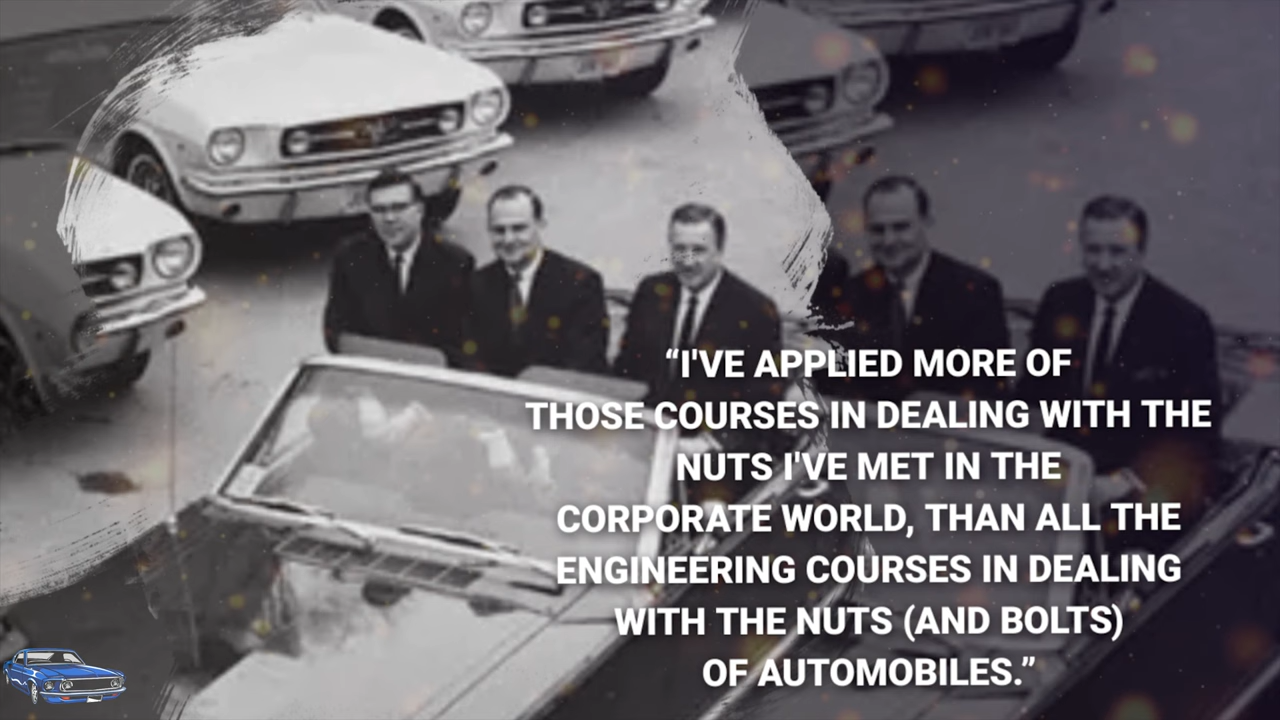 “I'VE APPLIED MORE OF
THOSE COURSES IN DEALING WITH THE
NUTS I'VE MET IN THE
CORPORATE WORLD, THAN ALL THE
ENGINEERING COURSES IN DEALING
WITH THE NUTS (AND BOLTS)
OF AUTOMOBILES.”